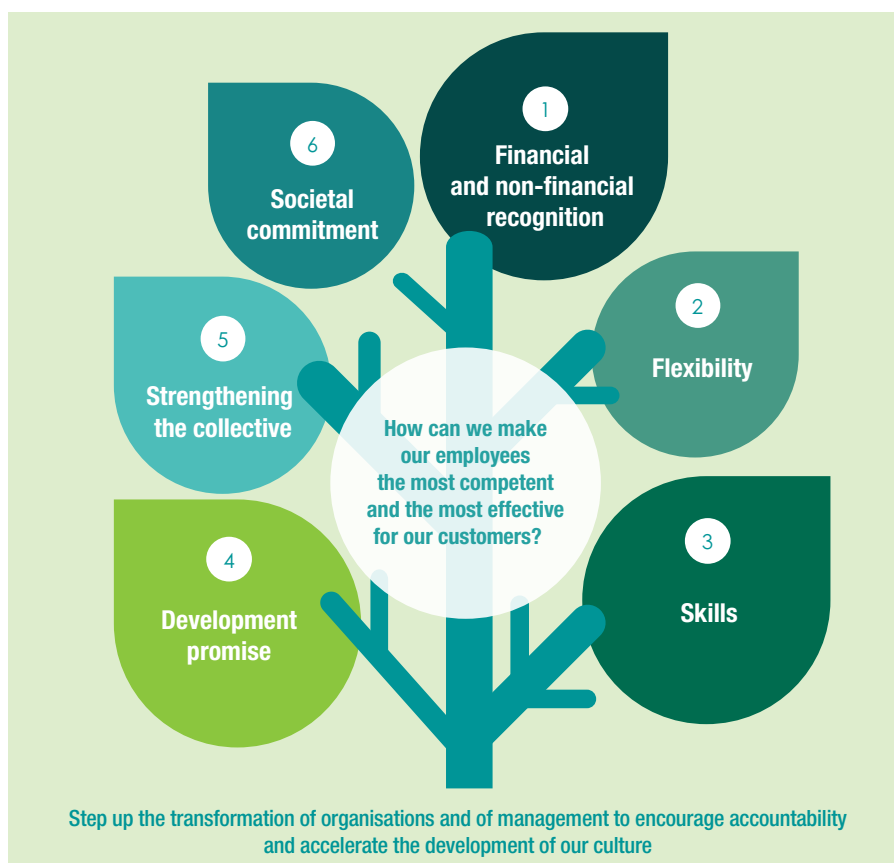 1
Financial
and non-financial
recognition
2
Flexibility
3
Skills
4
Development
promise
5
Strengthening
the collective
6
Societal
commitment
How can we make
our employees
the most competent
and the most effective
for our customers?
Step up the transformation of organisations and of management to encourage accountability
and accelerate the development of our culture